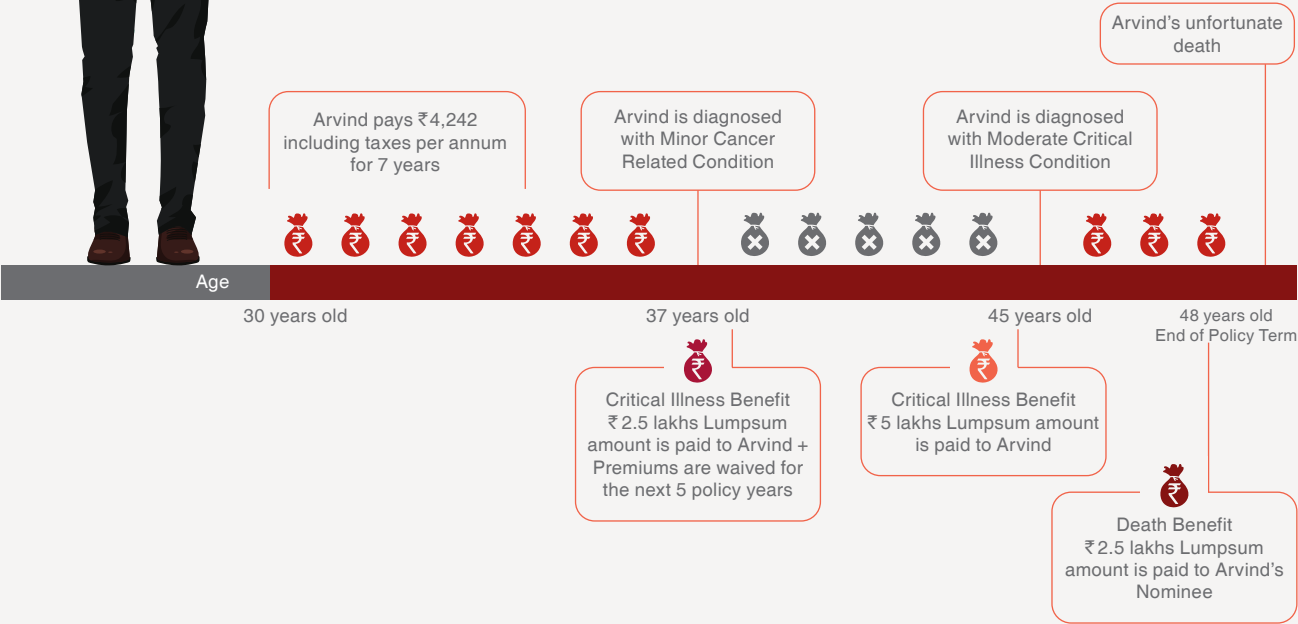 Arvind's unfortunate
death
Arvind pays ₹4,242
including taxes per annum
for 7 years
Arvind is diagnosed
with Minor Cancer
Related Condition
Arvind is diagnosed
with Moderate Critical
Illness Condition
₹
₹
₹
₹
₹
₹
₹
₹
₹
₹
Age
30 years old
37 years old
45 years old
48 years old
End of Policy Term
₹
Critical Illness Benefit
₹2.5 lakhs Lumpsum
amount is paid to Arvind +
Premiums are waived for
the next 5 policy years
₹
Critical Illness Benefit
₹5 lakhs Lumpsum amount
is paid to Arvind
₹
Death Benefit
₹2.5 lakhs Lumpsum
amount is paid to Arvind's
Nominee